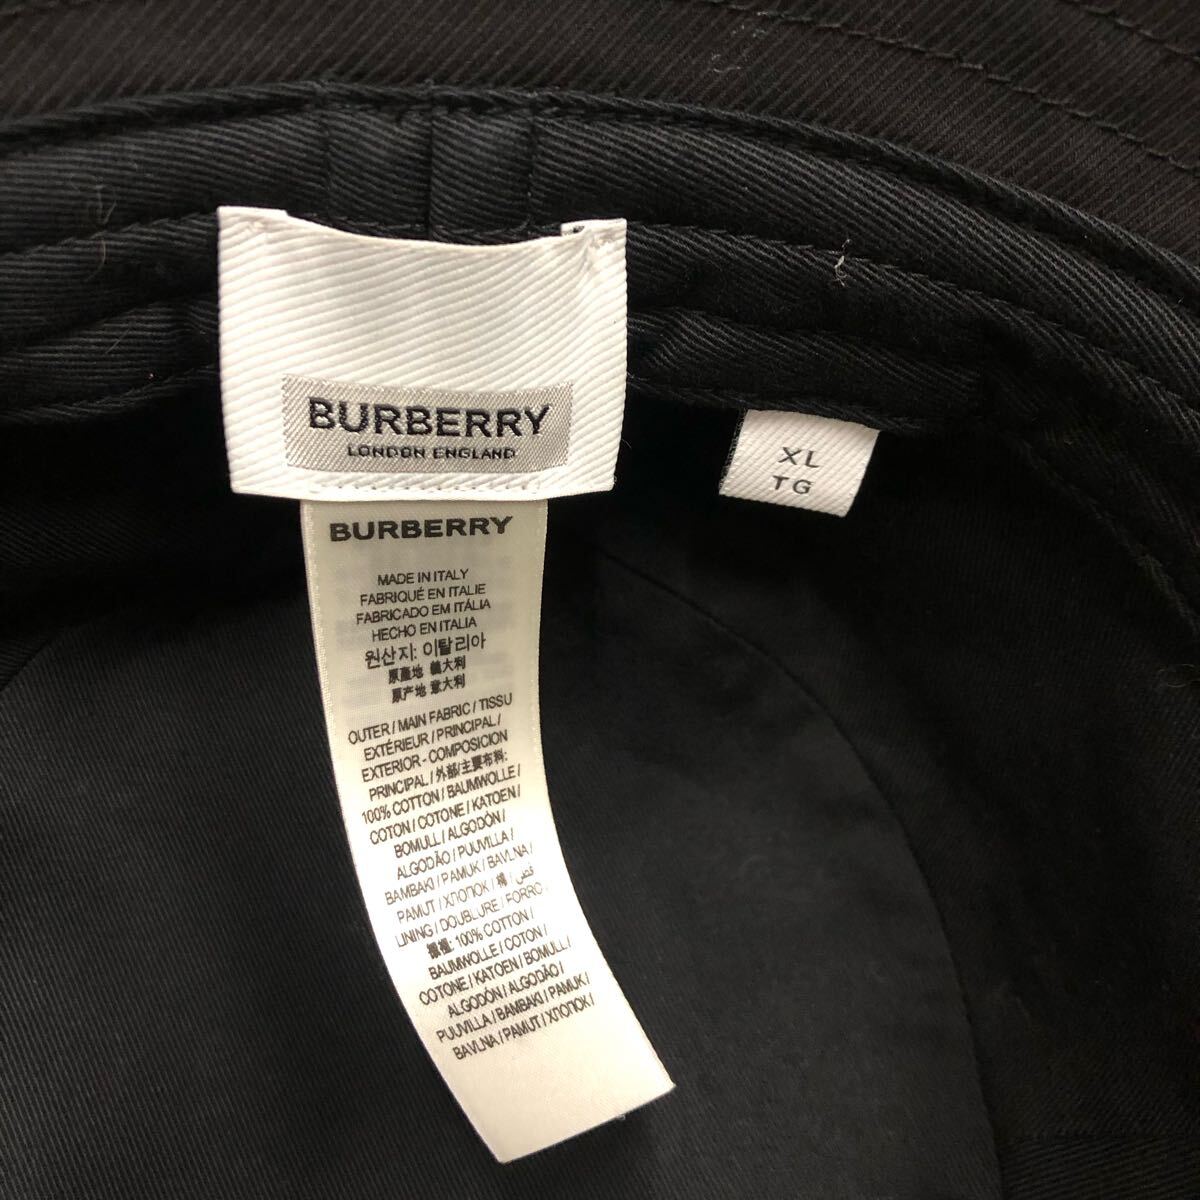 BURBERRY
LONDON ENGLAND
XL
TG
BURBERRY
MADE IN ITALY
FABRIQUÉ EN ITALIE
FABRICADO EM ITÁLIA
HECHO EN ITALIA
원산지: 이탈리아
原產地 義大利
原产地 意大利
OUTER / MAIN FABRIC / TISSU
EXTÉRIEUR / PRINCIPAL /
EXTERIOR - COMPOSICION
PRINCIPAL / 外部/主要布料:
100% COTTON / BAUMWOLLE /
COTON / COTONE / KATOEN /
BOMULL / ALGODÓN /
ALGODÃO / PUUVILLA /
BAMBAKI / PAMUK / BAVLNA /
PAMUT / ХЛОПОК / 棉 / قطن
LINING / DOUBLURE / FORRO
100% COTTON /
BAUMWOLLE / COTON /
COTONE / KATOEN / BOMULL /
ALGODÓN / ALGODÃO /
PUUVILLA / BAMBAKI / PAMUK /
BAVLNA / PAMUT / ХЛОПОК /